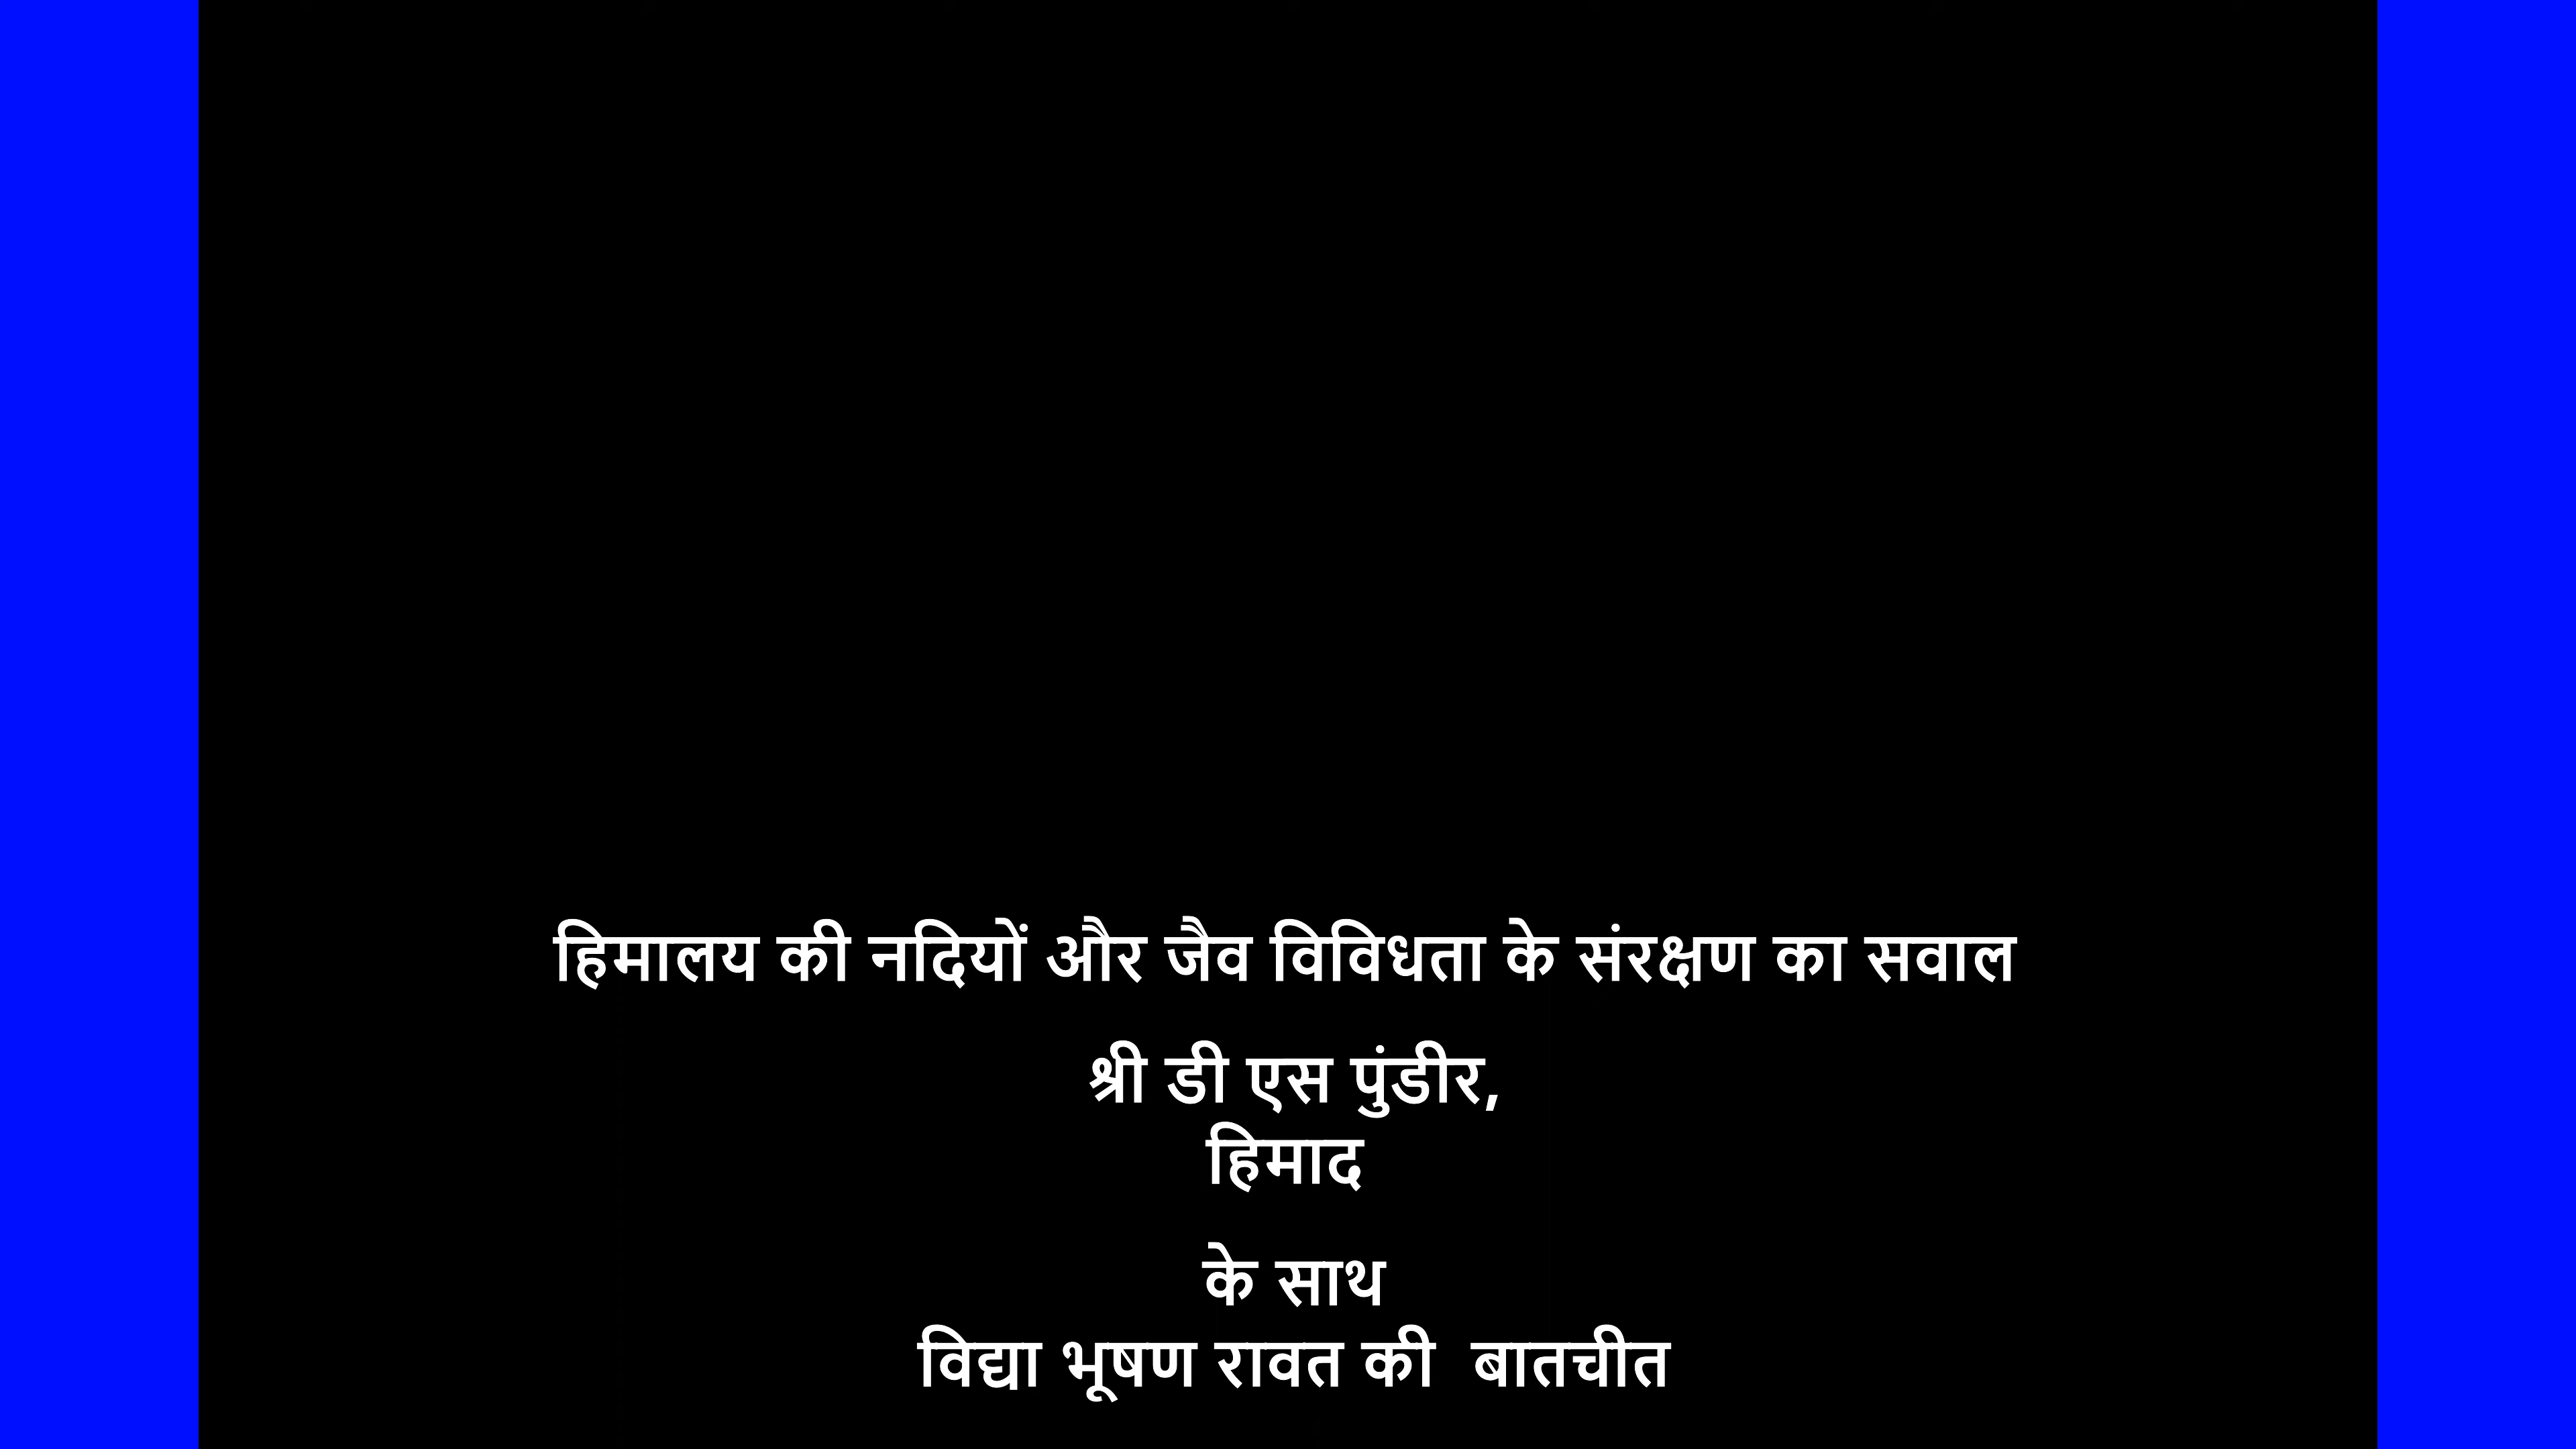 हिमालय की नदियों और जैव विविधता के संरक्षण का सवाल
श्री डी एस पुंडीर,
हिमाद
के साथ
विद्या भूषण रावत की  बातचीत